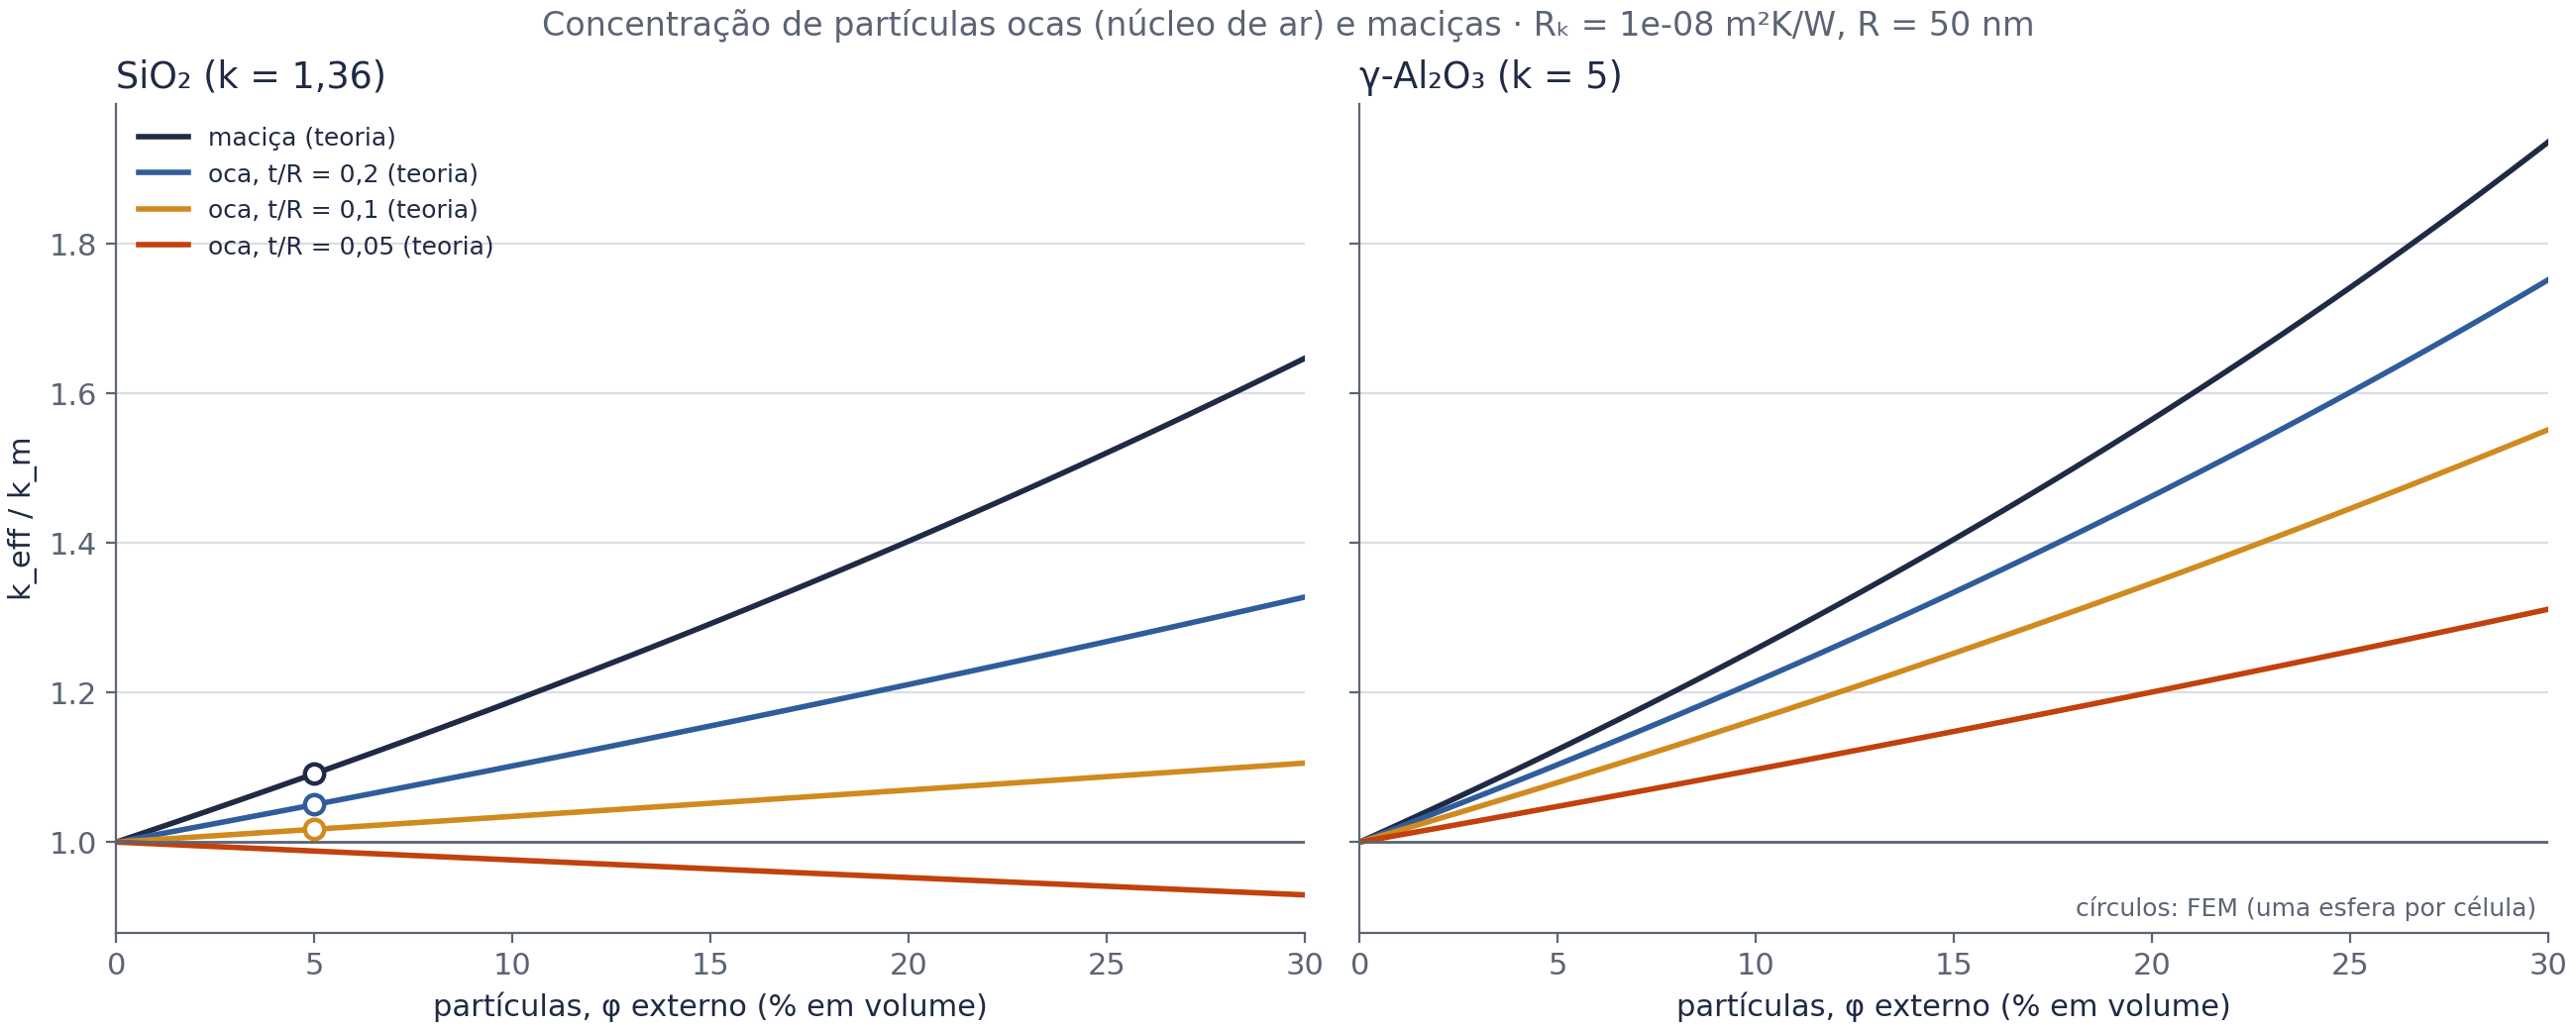 Concentração de partículas ocas (núcleo de ar) e maciças · Rₖ = 1e-08 m²K/W, R = 50 nm
SiO₂ (k = 1,36)
maciça (teoria)
oca, t/R = 0,2 (teoria)
oca, t/R = 0,1 (teoria)
oca, t/R = 0,05 (teoria)
1.8
1.6
1.4
1.2
1.0
k_eff / k_m
0 5 10 15 20 25 30
partículas, φ externo (% em volume)
γ-Al₂O₃ (k = 5)
círculos: FEM (uma esfera por célula)
0 5 10 15 20 25 30
partículas, φ externo (% em volume)